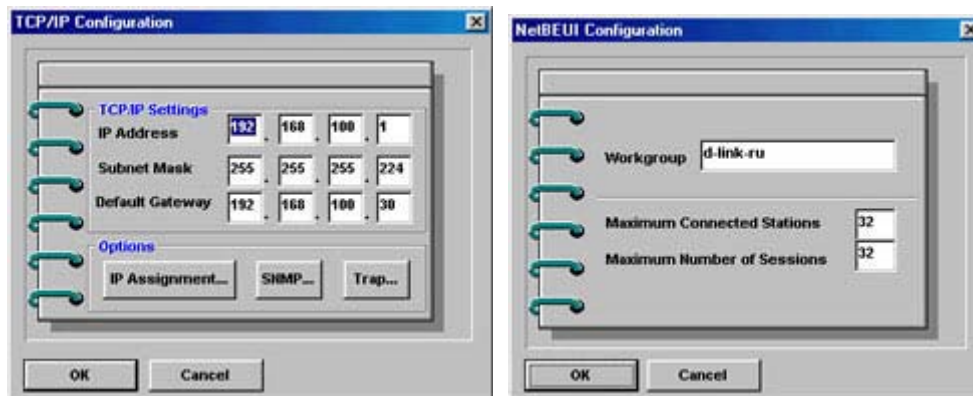 TCP/IP Configuration
TCP/IP Settings
IP Address 192 . 168 . 100 . 1
Subnet Mask 255 . 255 . 255 . 224
Default Gateway 192 . 168 . 100 . 30
Options
IP Assignment... SNMP... Trap...
OK Cancel
NetBEUI Configuration
Workgroup d-link-ru
Maximum Connected Stations 32
Maximum Number of Sessions 32
OK Cancel